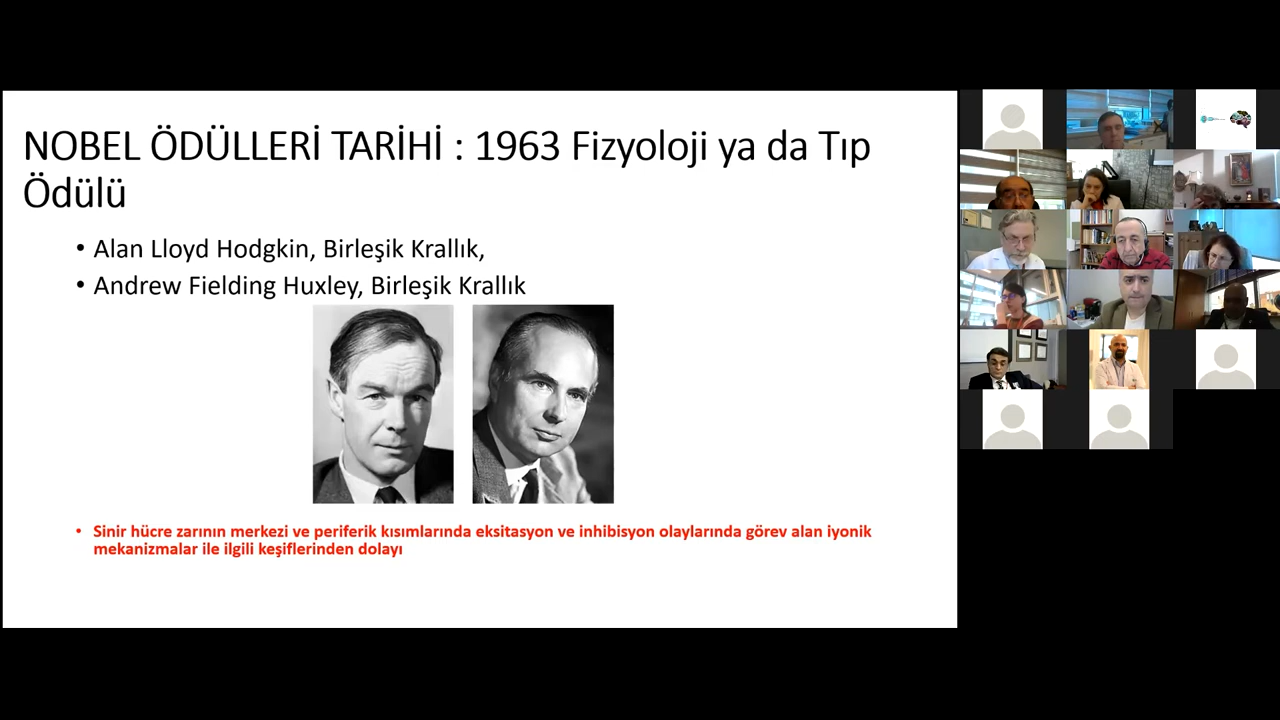 NOBEL ÖDÜLLERİ TARİHİ : 1963 Fizyoloji ya da Tıp
Ödülü
• Alan Lloyd Hodgkin, Birleşik Krallık,
• Andrew Fielding Huxley, Birleşik Krallık
• Sinir hücre zarının merkezi ve periferik kısımlarında eksitasyon ve inhibisyon olaylarında görev alan iyonik
mekanizmalar ile ilgili keşiflerinden dolayı